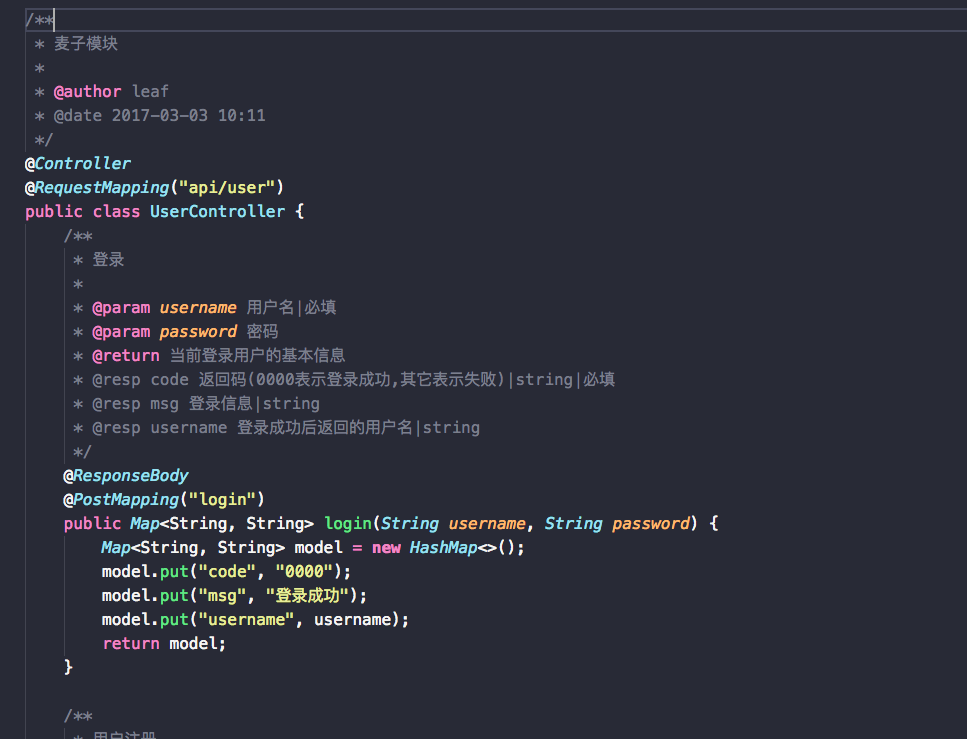 /**
 * 麦子模块
 *
 * @author leaf
 * @date 2017-03-03 10:11
 */
@Controller
@RequestMapping("api/user")
public class UserController {
    /**
     * 登录
     *
     * @param username 用户名|必填
     * @param password 密码
     * @return 当前登录用户的基本信息
     * @resp code 返回码(0000表示登录成功,其它表示失败)|string|必填
     * @resp msg 登录信息|string
     * @resp username 登录成功后返回的用户名|string
     */
    @ResponseBody
    @PostMapping("login")
    public Map<String, String> login(String username, String password) {
        Map<String, String> model = new HashMap<>();
        model.put("code", "0000");
        model.put("msg", "登录成功");
        model.put("username", username);
        return model;
    }

    /**
     * 用户注册